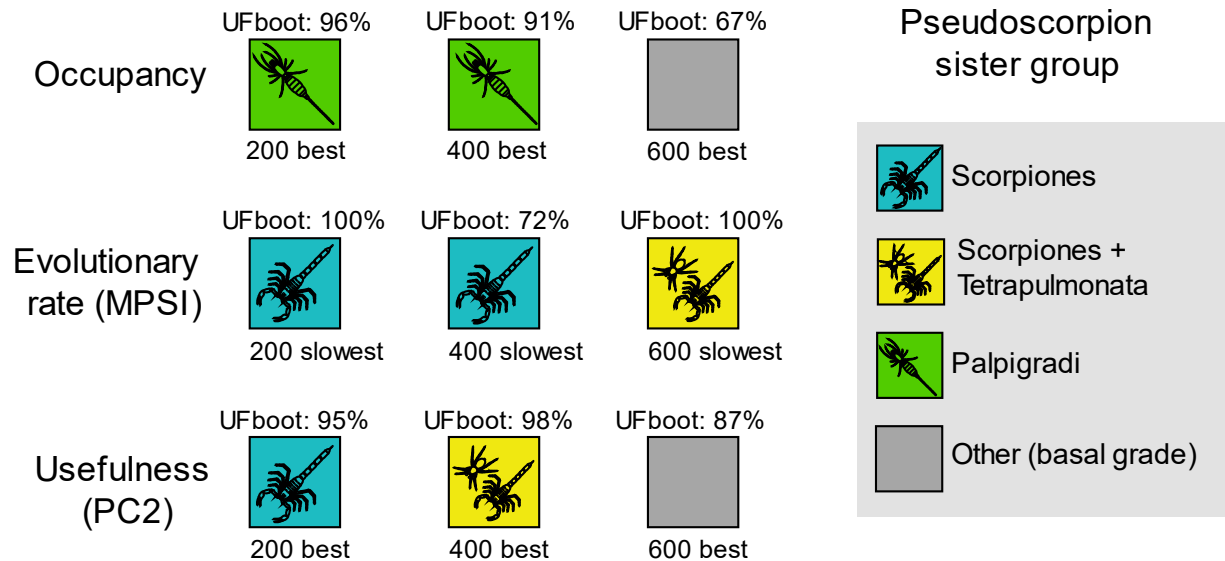 UFboot: 96%
UFboot: 91%
UFboot: 67%
Occupancy
200 best
400 best
600 best
UFboot: 100%
UFboot: 72%
UFboot: 100%
Evolutionary
rate (MPSI)
200 slowest
400 slowest
600 slowest
UFboot: 95%
UFboot: 98%
UFboot: 87%
Usefulness
(PC2)
200 best
400 best
600 best
Pseudoscorpion
sister group
Scorpiones
Scorpiones +
Tetrapulmonata
Palpigradi
Other (basal grade)